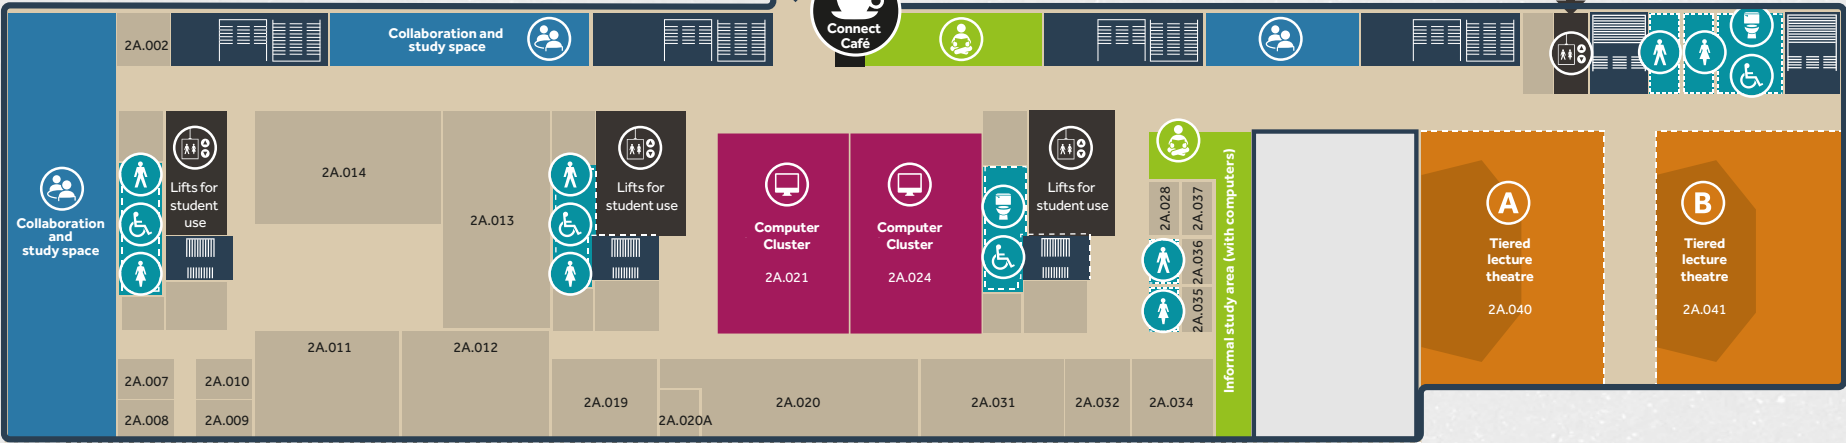 Connect
Café
2A.002
Collaboration and
study space
Lifts for
student
use
2A.014
2A.013
Lifts for
student use
Computer
Cluster
2A.021
Computer
Cluster
2A.024
Lifts for
student use
2A.028
2A.037
2A.036
2A.035
Informal study area (with computers)
A
Tiered
lecture
theatre
2A.040
B
Tiered
lecture
theatre
2A.041
Collaboration
and
study space
2A.011
2A.012
2A.007
2A.010
2A.008
2A.009
2A.019
2A.020A
2A.020
2A.031
2A.032
2A.034